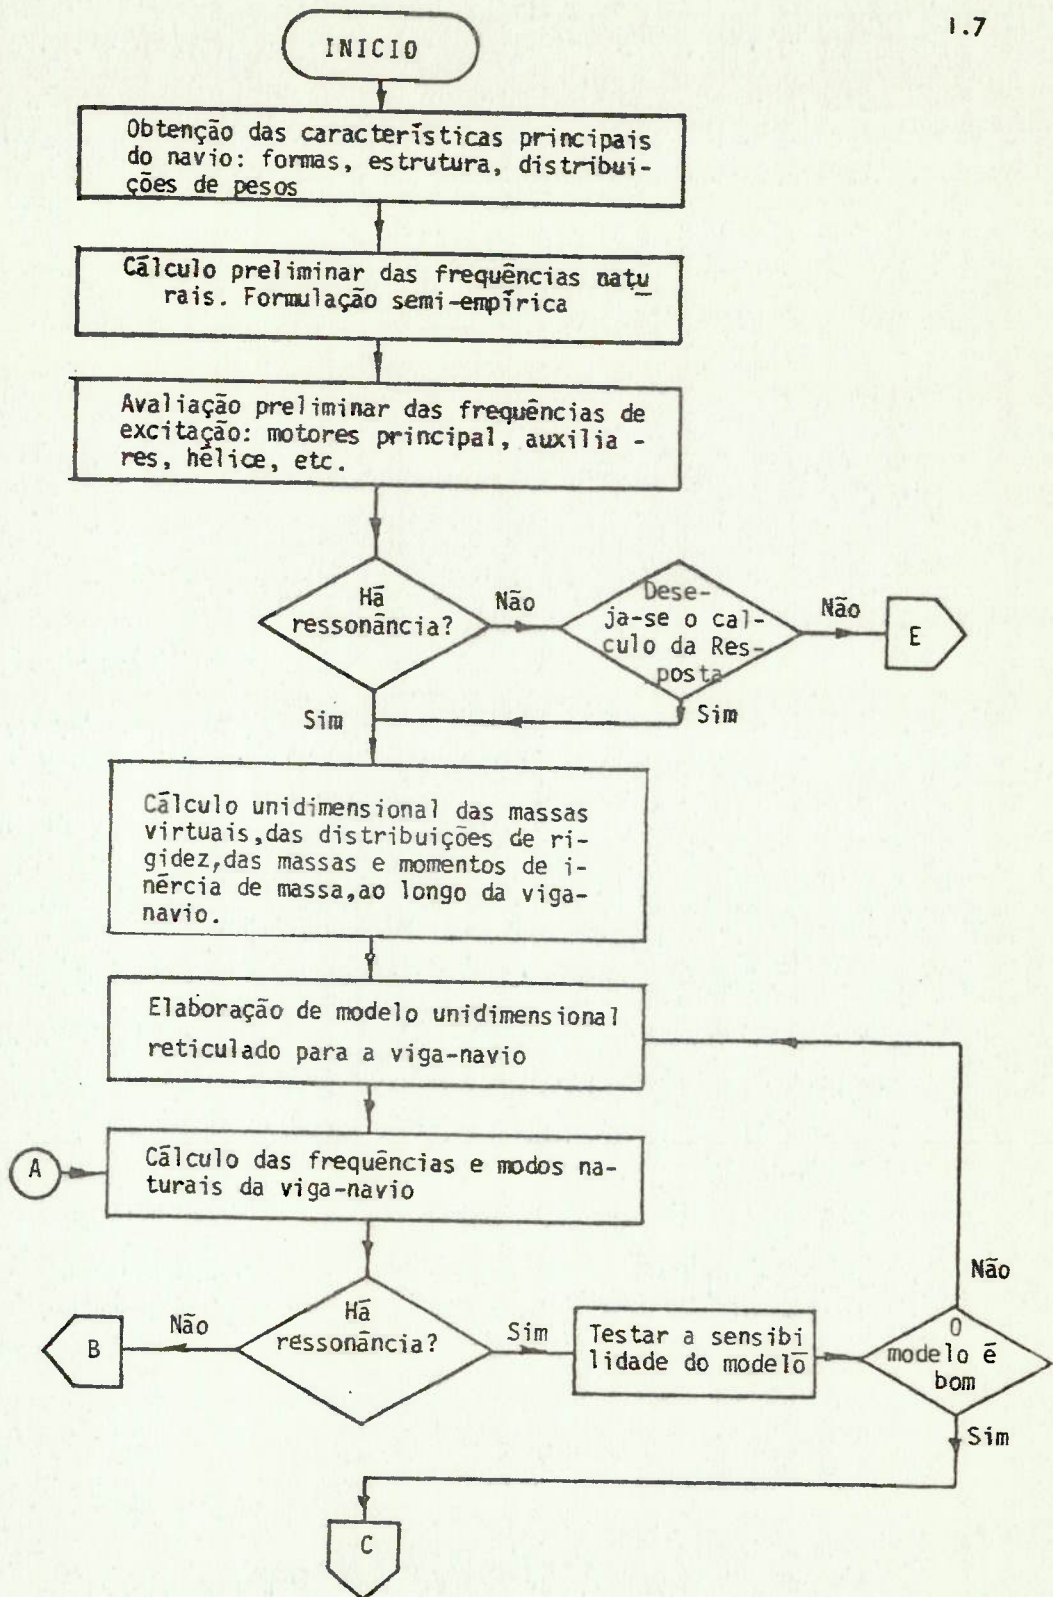 1.7
INICIO
Obtenção das características principais
do navio: formas, estrutura, distribui-
ções de pesos
Cálculo preliminar das frequências natu
rais. Formulação semi-empírica
Avaliação preliminar das frequências de
excitação: motores principal, auxilia -
res, hélice, etc.
Há
ressonância?
Não
Dese-
ja-se o cal-
culo da Res-
posta
Não
E
Sim
Sim
Cálculo unidimensional das massas
virtuais,das distribuições de ri-
gidez,das massas e momentos de i-
nércia de massa,ao longo da viga-
navio.
Elaboração de modelo unidimensional
reticulado para a viga-navio
A
Cálculo das frequências e modos na-
turais da viga-navio
Não
B
Há
ressonância?
Sim
Testar a sensibi
lidade do modelo
O
modelo é
bom
Não
Sim
C